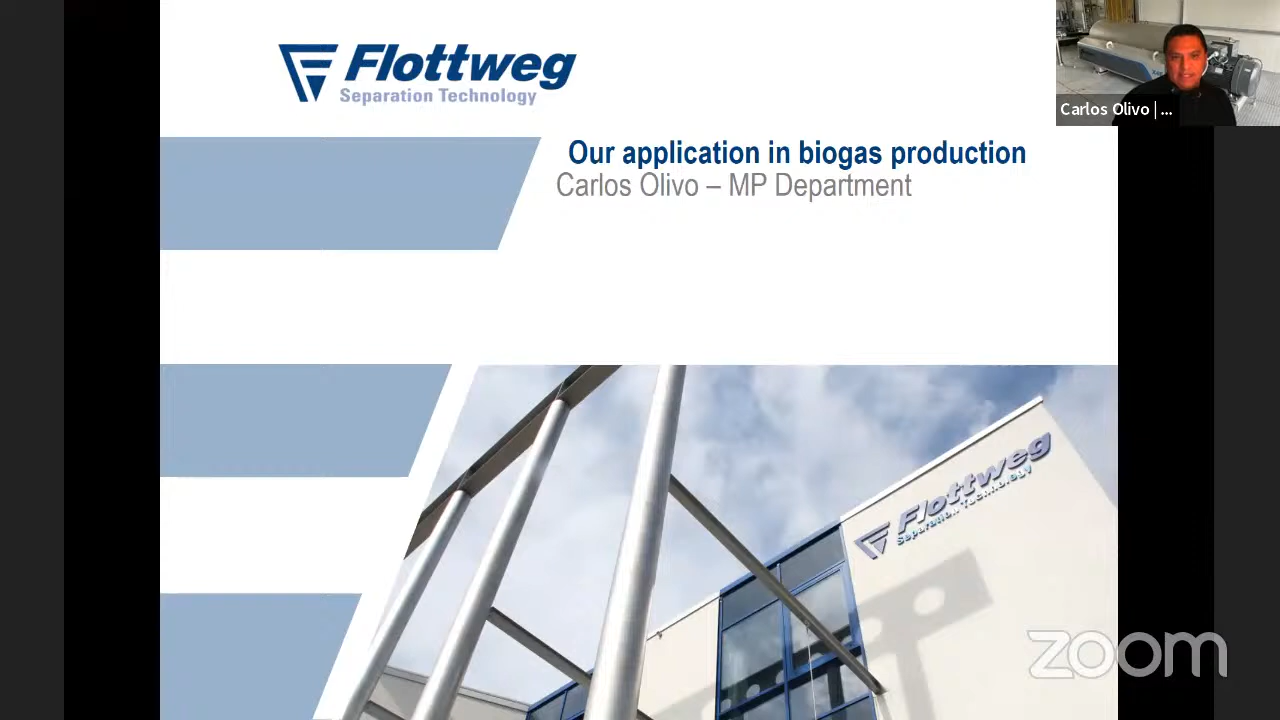 Flottweg
Separation Technology
Carlos Olivo | ...
Our application in biogas production
Carlos Olivo – MP Department
Flottweg
Separation Technology
zoom